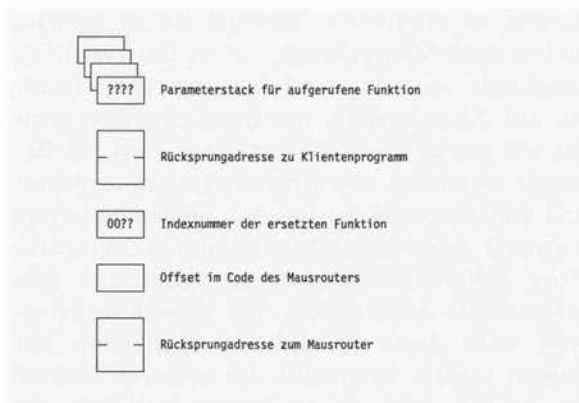 ???? Parameterstack für aufgerufene Funktion
Rücksprungadresse zu Klientenprogramm
00?? Indexnummer der ersetzten Funktion
Offset im Code des Mausrouters
Rücksprungadresse zum Mausrouter